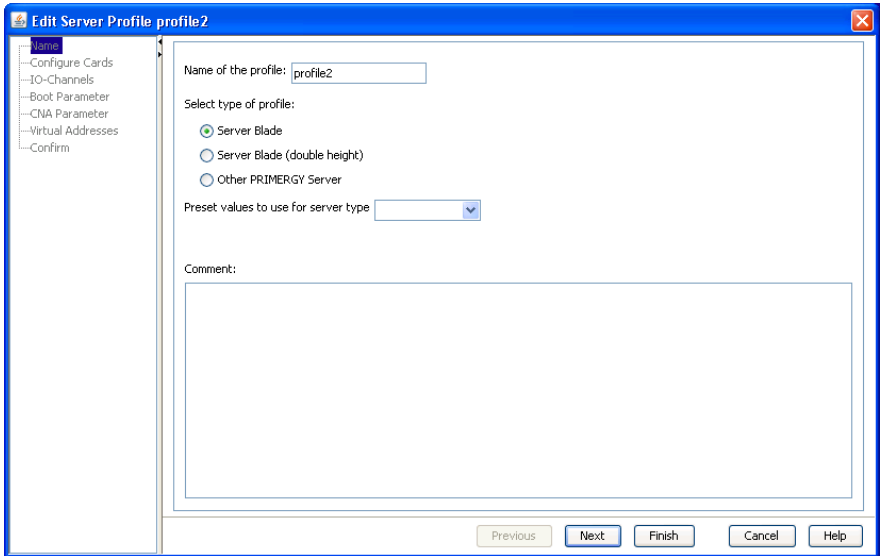 Edit Server Profile profile2
Name
Configure Cards
IO-Channels
Boot Parameter
CNA Parameter
Virtual Addresses
Confirm
Name of the profile: profile2
Select type of profile:
Server Blade
Server Blade (double height)
Other PRIMERGY Server
Preset values to use for server type
Comment:
Previous Next Finish Cancel Help